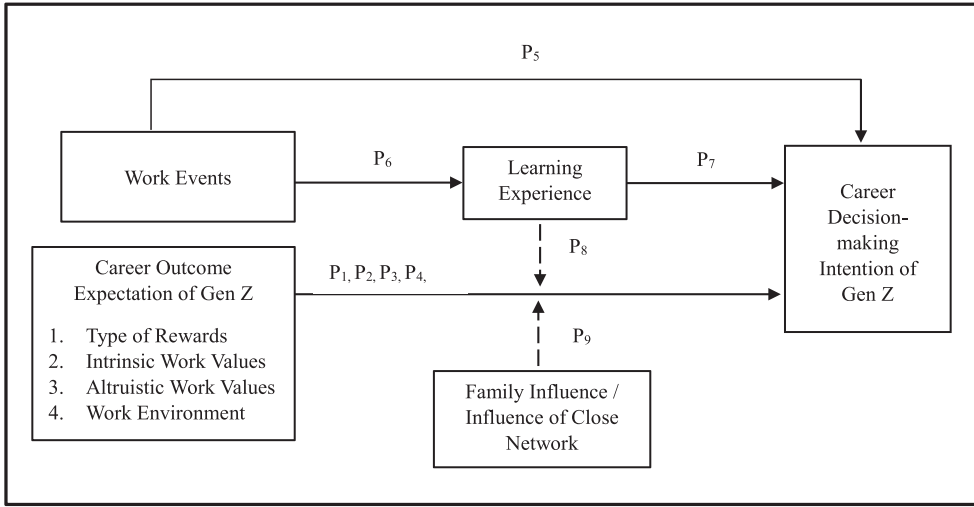 P5
Work Events
P6
Learning
Experience
P7
Career
Decision-
making
Intention of
Gen Z
P8
Career Outcome
Expectation of Gen Z
1. Type of Rewards
2. Intrinsic Work Values
3. Altruistic Work Values
4. Work Environment
P1, P2, P3, P4,
P9
Family Influence /
Influence of Close
Network